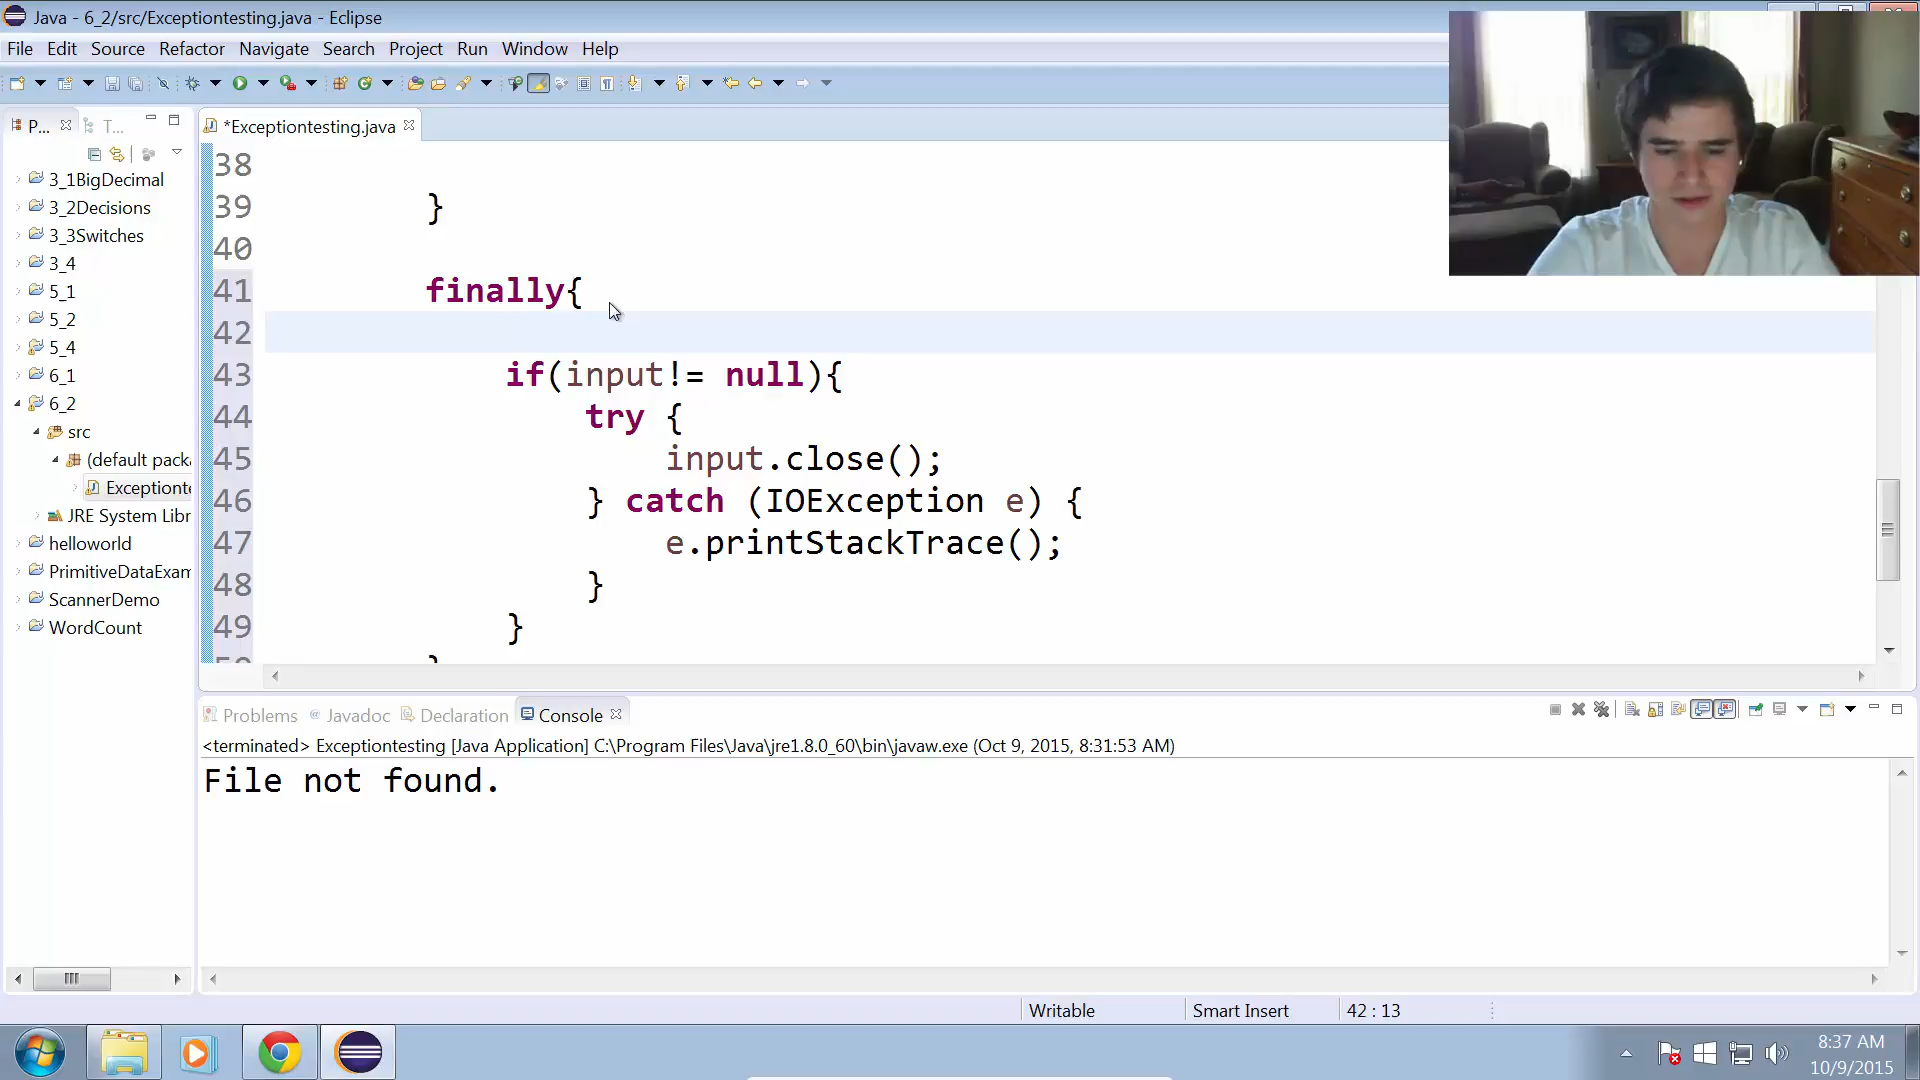 Java - 6_2/src/Exceptiontesting.java - Eclipse
File Edit Source Refactor Navigate Search Project Run Window Help
P... T...
*Exceptiontesting.java
3_1BigDecimal
3_2Decisions
3_3Switches
3_4
5_1
5_2
5_4
6_1
6_2
src
(default pack
Exceptionte
JRE System Libr
helloworld
PrimitiveDataExam
ScannerDemo
WordCount
38
39 }
40
41 finally{
42
43 if(input!= null){
44 try {
45 input.close();
46 } catch (IOException e) {
47 e.printStackTrace();
48 }
49 }
Problems @ Javadoc Declaration Console
<terminated> Exceptiontesting [Java Application] C:\Program Files\Java\jre1.8.0_60\bin\javaw.exe (Oct 9, 2015, 8:31:53 AM)
File not found.
Writable Smart Insert 42 : 13
8:37 AM
10/9/2015